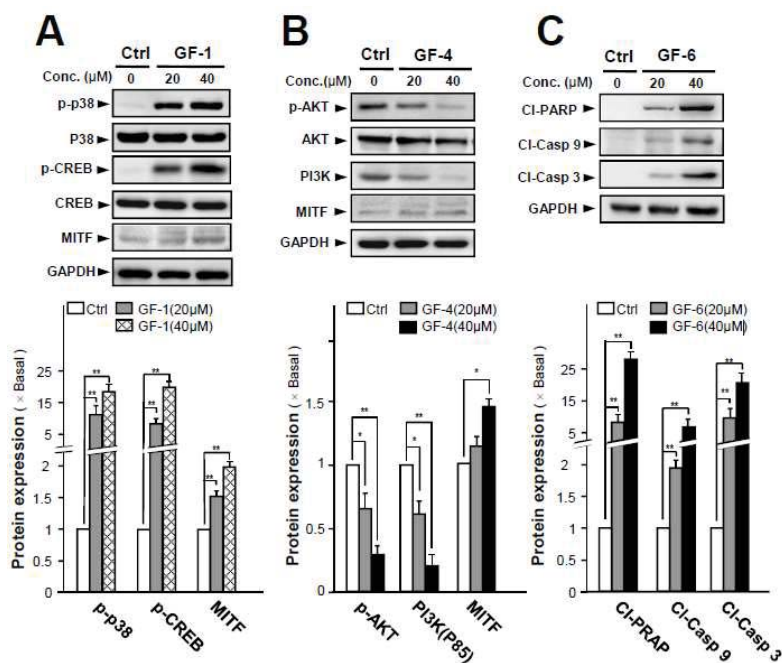 A
Ctrl GF-1
Conc. (µM) 0 20 40
p-p38
P38
p-CREB
CREB
MITF
GAPDH
Ctrl
GF-1(20µM)
GF-1(40µM)
Protein expression ( × Basal )
25
15
5
2
1.5
1
0.5
0
** ** ** ** ** **
p-p38
p-CREB
MITF
B
Ctrl GF-4
Conc.(µM) 0 20 40
p-AKT
AKT
PI3K
MITF
GAPDH
Ctrl
GF-4(20µM)
GF-4(40µM)
Protein expression ( × Basal )
1.5
1
0.5
0
* ** * ** *
p-AKT
PI3K(P85)
MITF
C
Ctrl GF-6
Conc. (µM) 0 20 40
Cl-PARP
Cl-Casp 9
Cl-Casp 3
GAPDH
Ctrl
GF-6(20µM)
GF-6(40µM)
Protein expression ( × Basal )
25
15
5
2
1.5
1
0.5
0
** ** ** ** ** **
Cl-PRAP
Cl-Casp 9
Cl-Casp 3